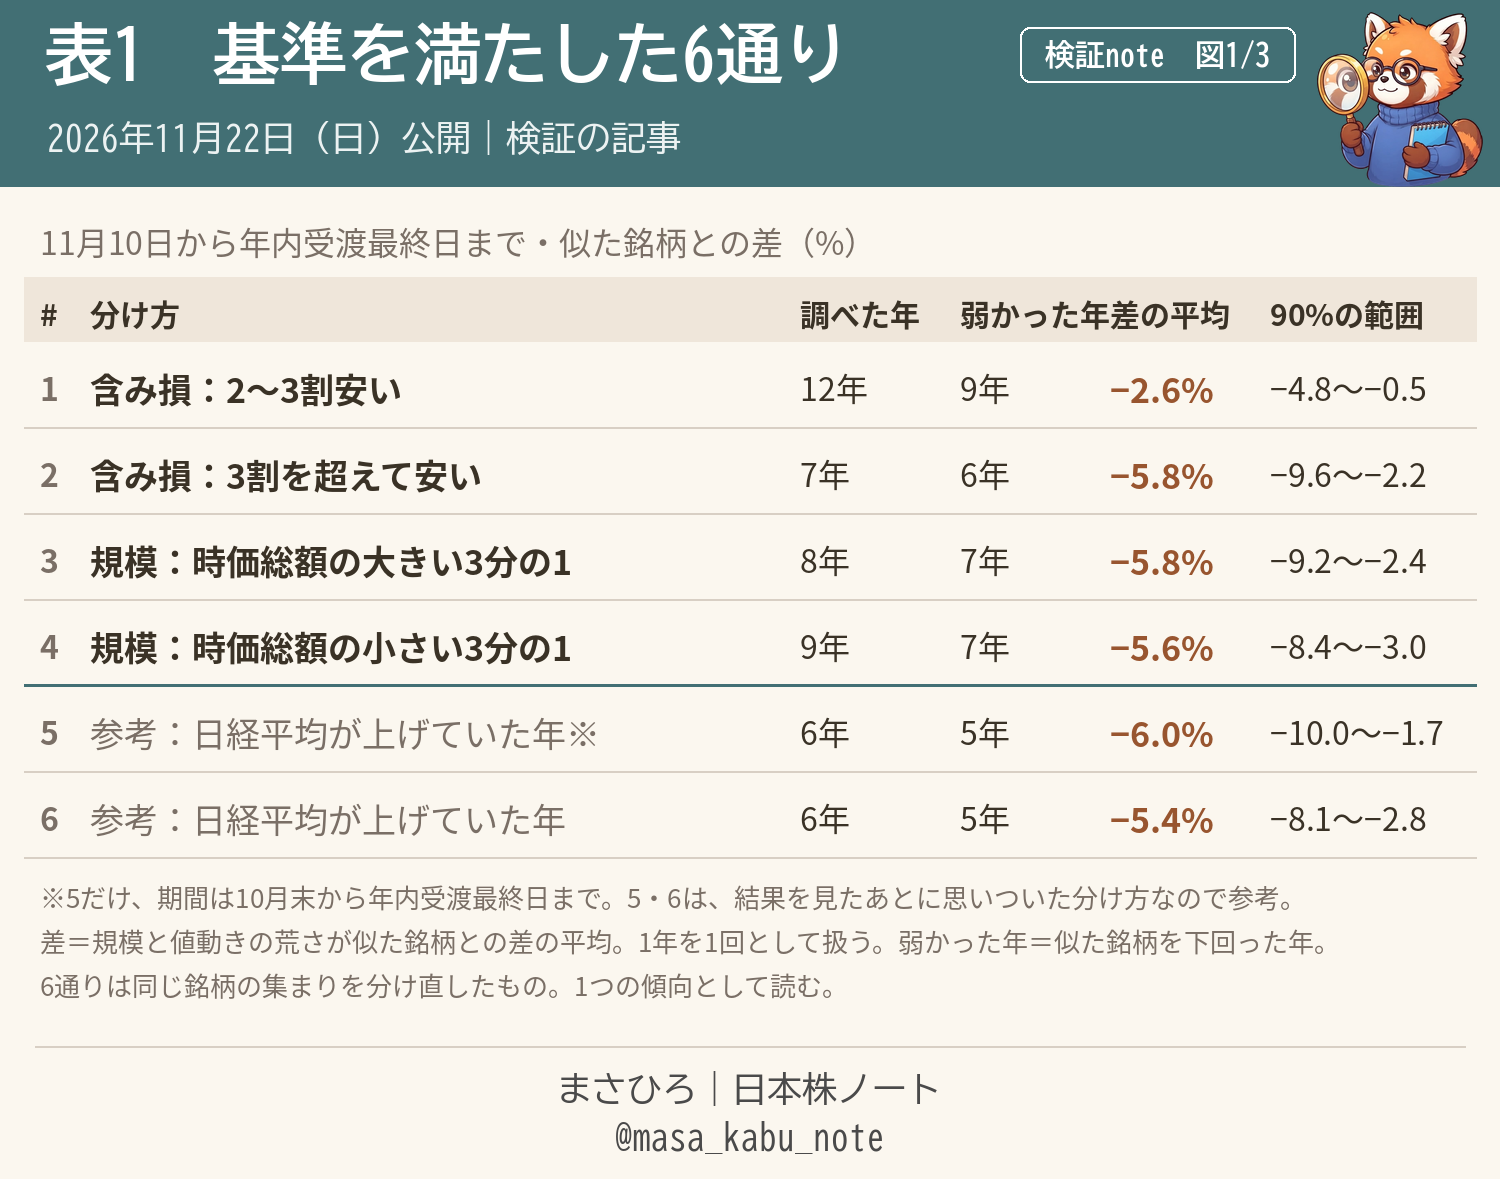 表1　基準を満たした6通り
検証note　図1/3
2026年11月22日（日）公開｜検証の記事
11月10日から年内受渡最終日まで・似た銘柄との差（%）
# 分け方 調べた年 弱かった年 差の平均 90%の範囲
1 含み損：2〜3割安い 12年 9年 −2.6% −4.8〜−0.5
2 含み損：3割を超えて安い 7年 6年 −5.8% −9.6〜−2.2
3 規模：時価総額の大きい3分の1 8年 7年 −5.8% −9.2〜−2.4
4 規模：時価総額の小さい3分の1 9年 7年 −5.6% −8.4〜−3.0
5 参考：日経平均が上げていた年※ 6年 5年 −6.0% −10.0〜−1.7
6 参考：日経平均が上げていた年 6年 5年 −5.4% −8.1〜−2.8
※5だけ、期間は10月末から年内受渡最終日まで。5・6は、結果を見たあとに思いついた分け方なので参考。
差＝規模と値動きの荒さが似た銘柄との差の平均。1年を1回として扱う。弱かった年＝似た銘柄を下回った年。
6通りは同じ銘柄の集まりを分け直したもの。1つの傾向として読む。
まさひろ｜日本株ノート
@masa_kabu_note